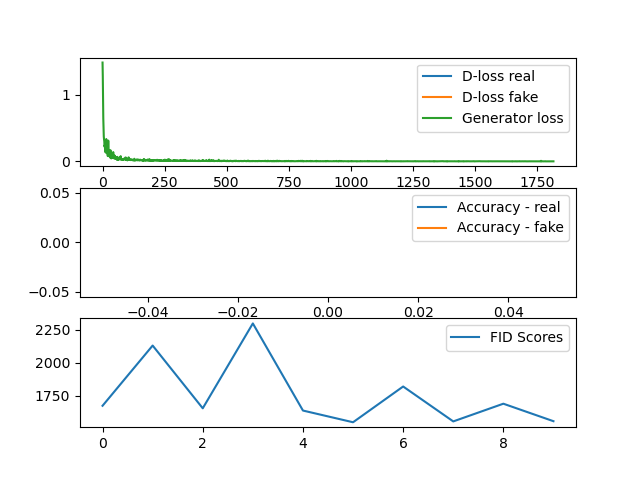 1
0
D-loss real
D-loss fake
Generator loss
0 250 500 750 1000 1250 1500 1750
0.05
0.00
−0.05
Accuracy - real
Accuracy - fake
−0.04 −0.02 0.00 0.02 0.04
2250
2000
1750
FID Scores
0 2 4 6 8